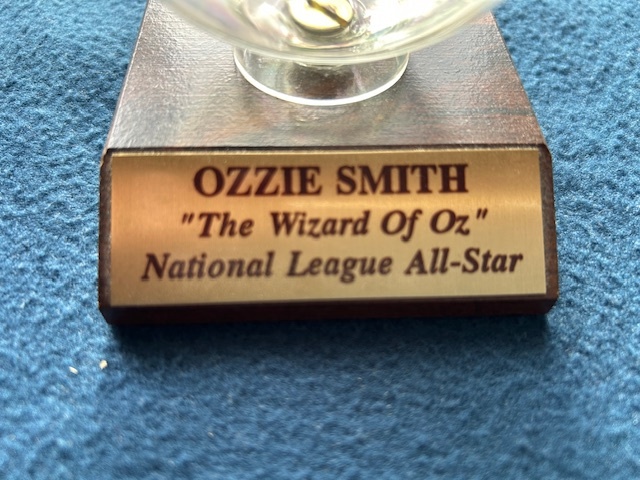 OZZIE SMITH
"The Wizard Of Oz"
National League All-Star